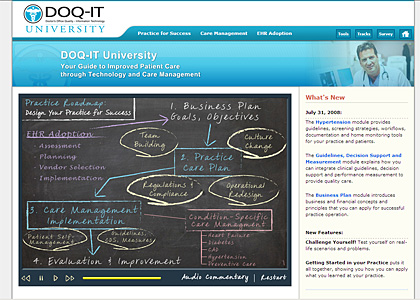 DOQ-IT
Doctor's Office Quality - Information Technology
UNIVERSITY
Practice for Success
Care Management
EHR Adoption
Tools
Tracks
Survey
DOQ-IT University
Your Guide to Improved Patient Care
through Technology and Care Management
Practice Roadmap:
Design Your Practice for Success
1. Business Plan
Goals, Objectives
EHR Adoption
- Assessment
- Planning
- Vendor Selection
- Implementation
Team
Building
Culture
Change
2. Practice
Care Plan
Regulations &
Compliance
Operational
Redesign
3. Care Management
Implementation
Condition-Specific
Care Managment
Patient Self-
Management
Guidelines,
CDS, Measures
- Heart Failure
- Diabetes
- CAD
- Hypertension
- Preventive Care
4. Evaluation & Improvement
Audio Commentary | Restart
What's New
July 31, 2008:
The Hypertension module provides
guidelines, screening strategies, workflows,
documentation and home monitoring tools
for your practice and patients.
The Guidelines, Decision Support and
Measurement module explains how you
can integrate clinical guidelines, decision
support and performance measurement to
provide quality care.
The Business Plan module introduces
business and financial concepts and
principles that you can apply for successful
practice operation.
New Features:
Challenge Yourself! Test yourself on real-
life scenarios and problems.
Getting Started in Your Practice puts it
all together, showing you how you can apply
what you learned in your practice.